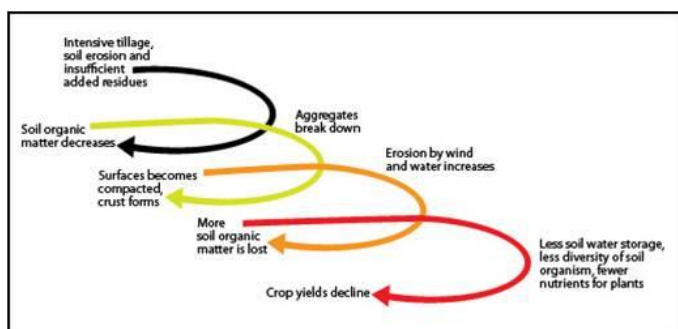 Intensive tillage,
soil erosion and
insufficient
added residues
Soil organic
matter decreases
Aggregates
break down
Surfaces becomes
compacted,
crust forms
Erosion by wind
and water increases
More
soil organic
matter is lost
Less soil water storage,
less diversity of soil
organism, fewer
nutrients for plants
Crop yields decline